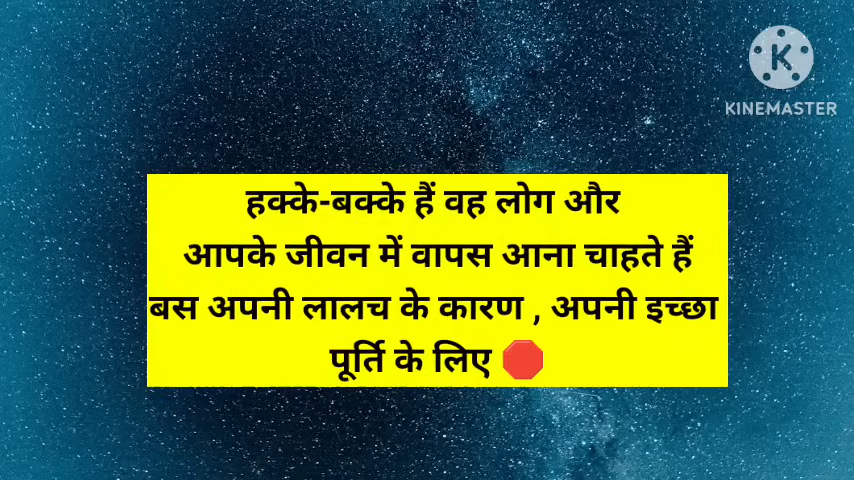 KINEMASTER
हक्के-बक्के हैं वह लोग और
आपके जीवन में वापस आना चाहते हैं
बस अपनी लालच के कारण , अपनी इच्छा
पूर्ति के लिए 🛑